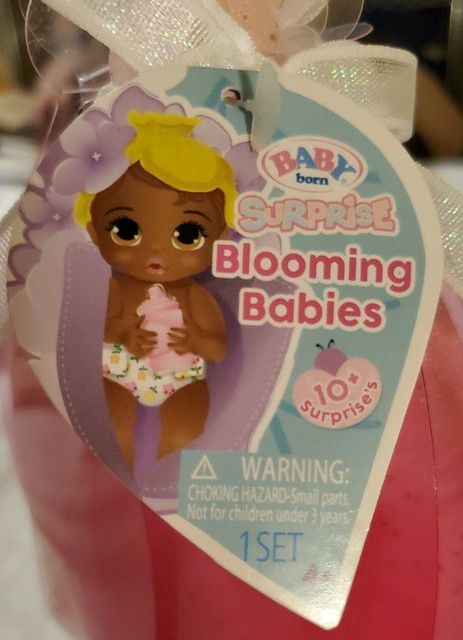 BABY
born
SURPRISE
Blooming
Babies
10+
surprise's
WARNING:
CHOKING HAZARD-Small parts.
Not for children under 3 years.
1 SET